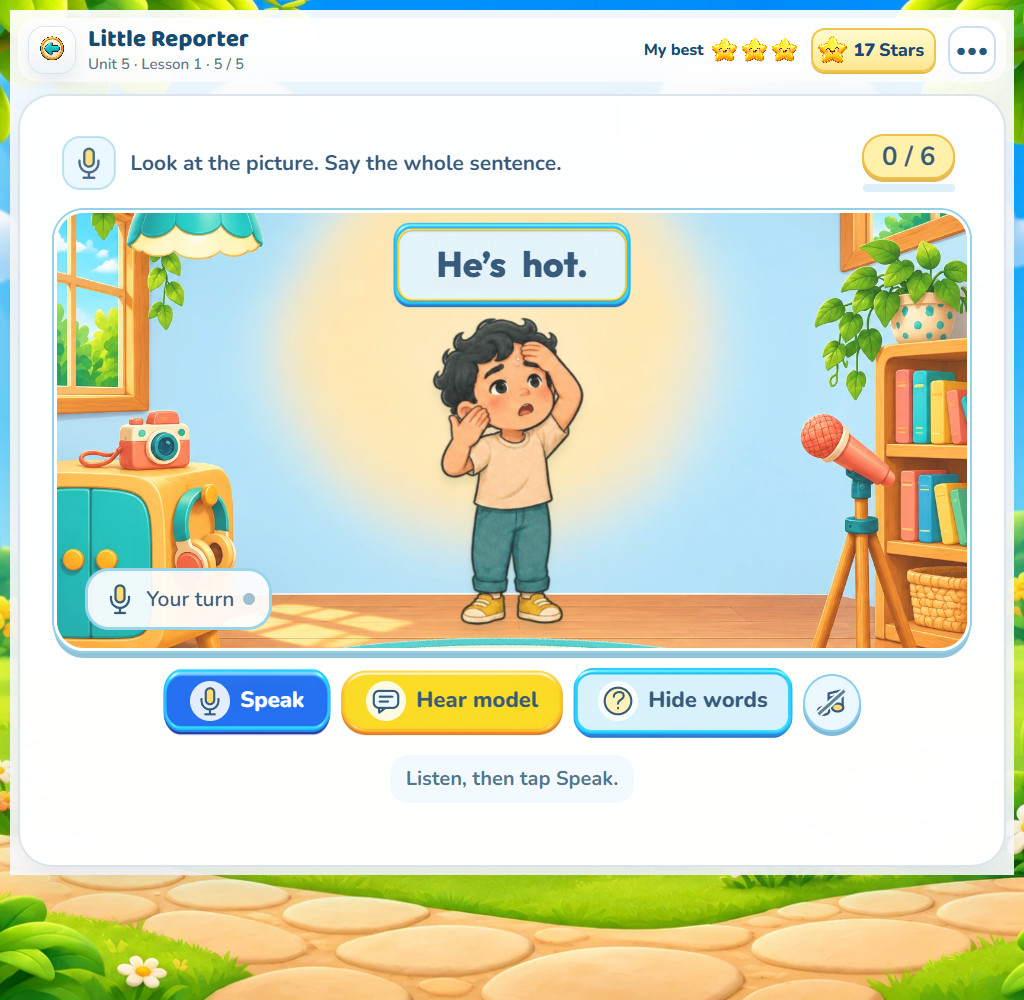 Little Reporter
Unit 5 · Lesson 1 · 5 / 5
My best
17 Stars
Look at the picture. Say the whole sentence.
0 / 6
He’s hot.
Your turn
Speak
Hear model
Hide words
Listen, then tap Speak.